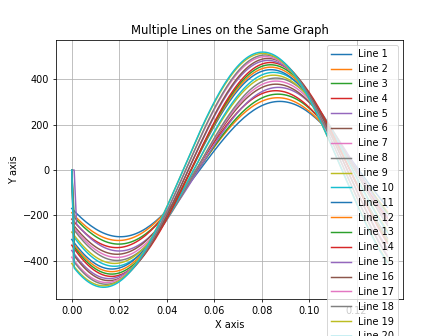 Multiple Lines on the Same Graph
Y axis
400
200
0
−200
−400
0.00
0.02
0.04
0.06
0.08
0.10
X axis
Line 1
Line 2
Line 3
Line 4
Line 5
Line 6
Line 7
Line 8
Line 9
Line 10
Line 11
Line 12
Line 13
Line 14
Line 15
Line 16
Line 17
Line 18
Line 19
Line 20